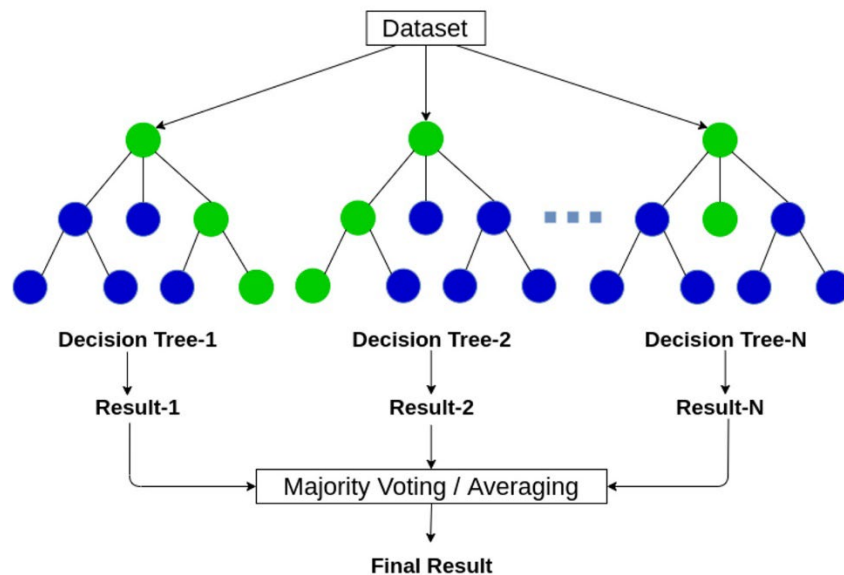 Dataset
Decision Tree-1
Decision Tree-2
Decision Tree-N
Result-1
Result-2
Result-N
Majority Voting / Averaging
Final Result